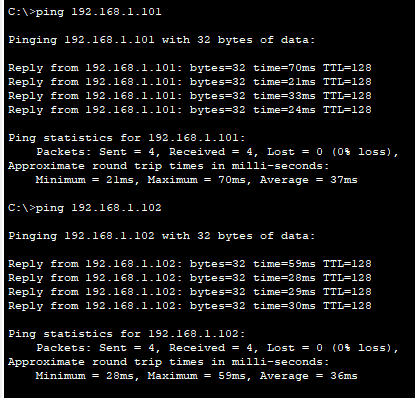 C:\>ping 192.168.1.101
Pinging 192.168.1.101 with 32 bytes of data:
Reply from 192.168.1.101: bytes=32 time=70ms TTL=128
Reply from 192.168.1.101: bytes=32 time=21ms TTL=128
Reply from 192.168.1.101: bytes=32 time=33ms TTL=128
Reply from 192.168.1.101: bytes=32 time=24ms TTL=128
Ping statistics for 192.168.1.101:
    Packets: Sent = 4, Received = 4, Lost = 0 (0% loss),
Approximate round trip times in milli-seconds:
    Minimum = 21ms, Maximum = 70ms, Average = 37ms
C:\>ping 192.168.1.102
Pinging 192.168.1.102 with 32 bytes of data:
Reply from 192.168.1.102: bytes=32 time=59ms TTL=128
Reply from 192.168.1.102: bytes=32 time=28ms TTL=128
Reply from 192.168.1.102: bytes=32 time=29ms TTL=128
Reply from 192.168.1.102: bytes=32 time=30ms TTL=128
Ping statistics for 192.168.1.102:
    Packets: Sent = 4, Received = 4, Lost = 0 (0% loss),
Approximate round trip times in milli-seconds:
    Minimum = 28ms, Maximum = 59ms, Average = 36ms